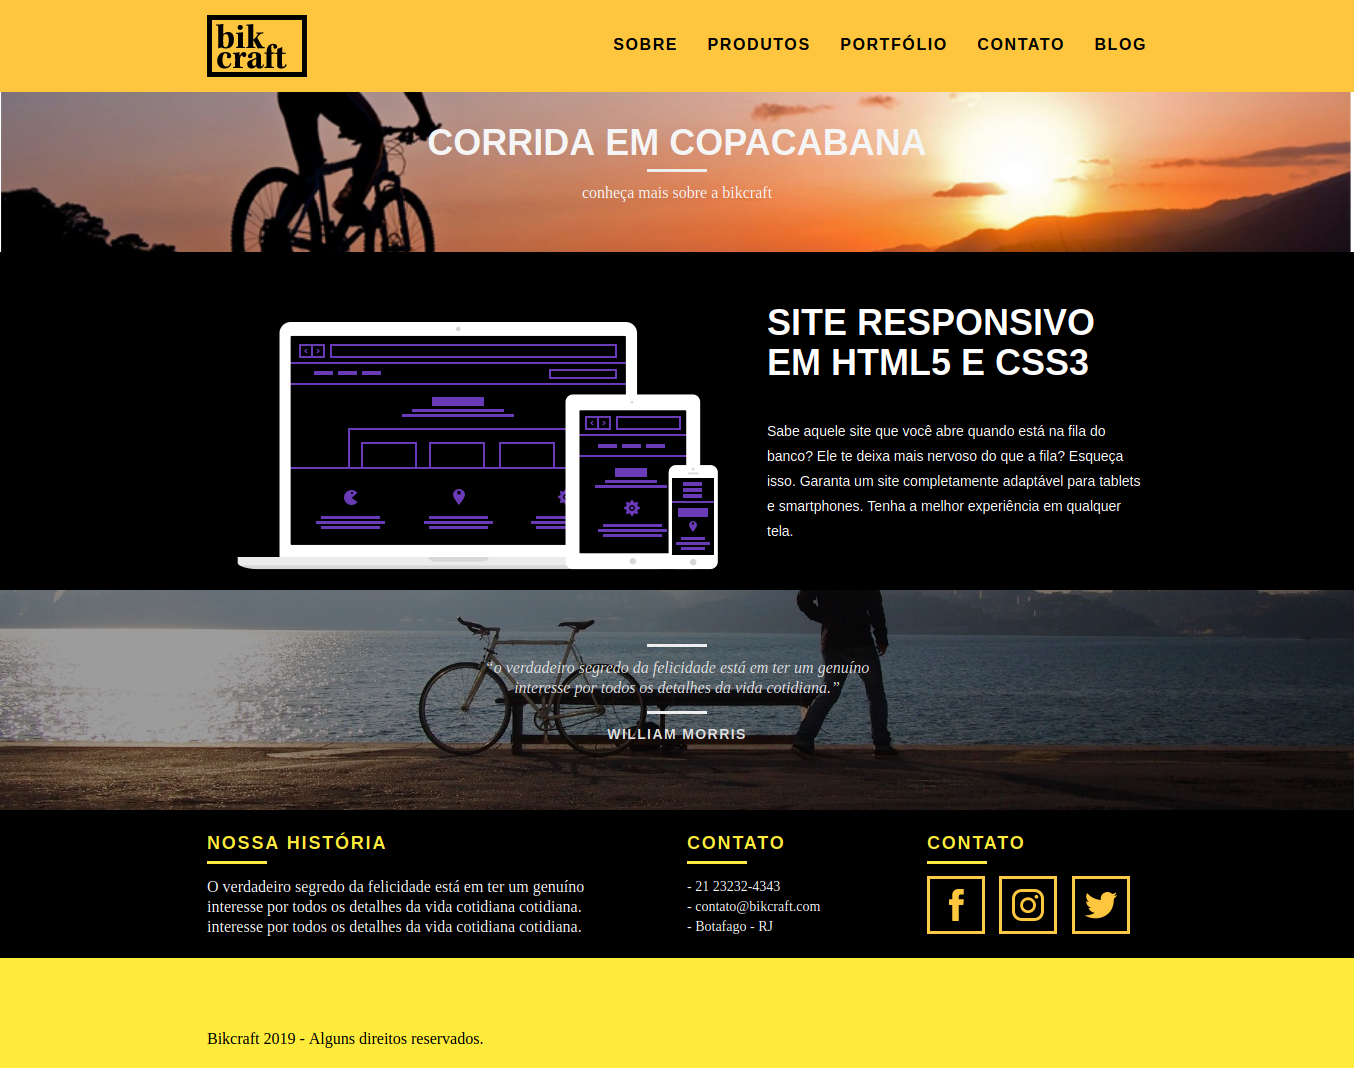 bik
craft
SOBRE PRODUTOS PORTFÓLIO CONTATO BLOG
CORRIDA EM COPACABANA
conheça mais sobre a bikcraft
SITE RESPONSIVO
EM HTML5 E CSS3
Sabe aquele site que você abre quando está na fila do
banco? Ele te deixa mais nervoso do que a fila? Esqueça
isso. Garanta um site completamente adaptável para tablets
e smartphones. Tenha a melhor experiência em qualquer
tela.
“o verdadeiro segredo da felicidade está em ter um genuíno
interesse por todos os detalhes da vida cotidiana.”
WILLIAM MORRIS
NOSSA HISTÓRIA
O verdadeiro segredo da felicidade está em ter um genuíno
interesse por todos os detalhes da vida cotidiana cotidiana.
interesse por todos os detalhes da vida cotidiana cotidiana.
CONTATO
- 21 23232-4343
- contato@bikcraft.com
- Botafago - RJ
CONTATO
Bikcraft 2019 - Alguns direitos reservados.